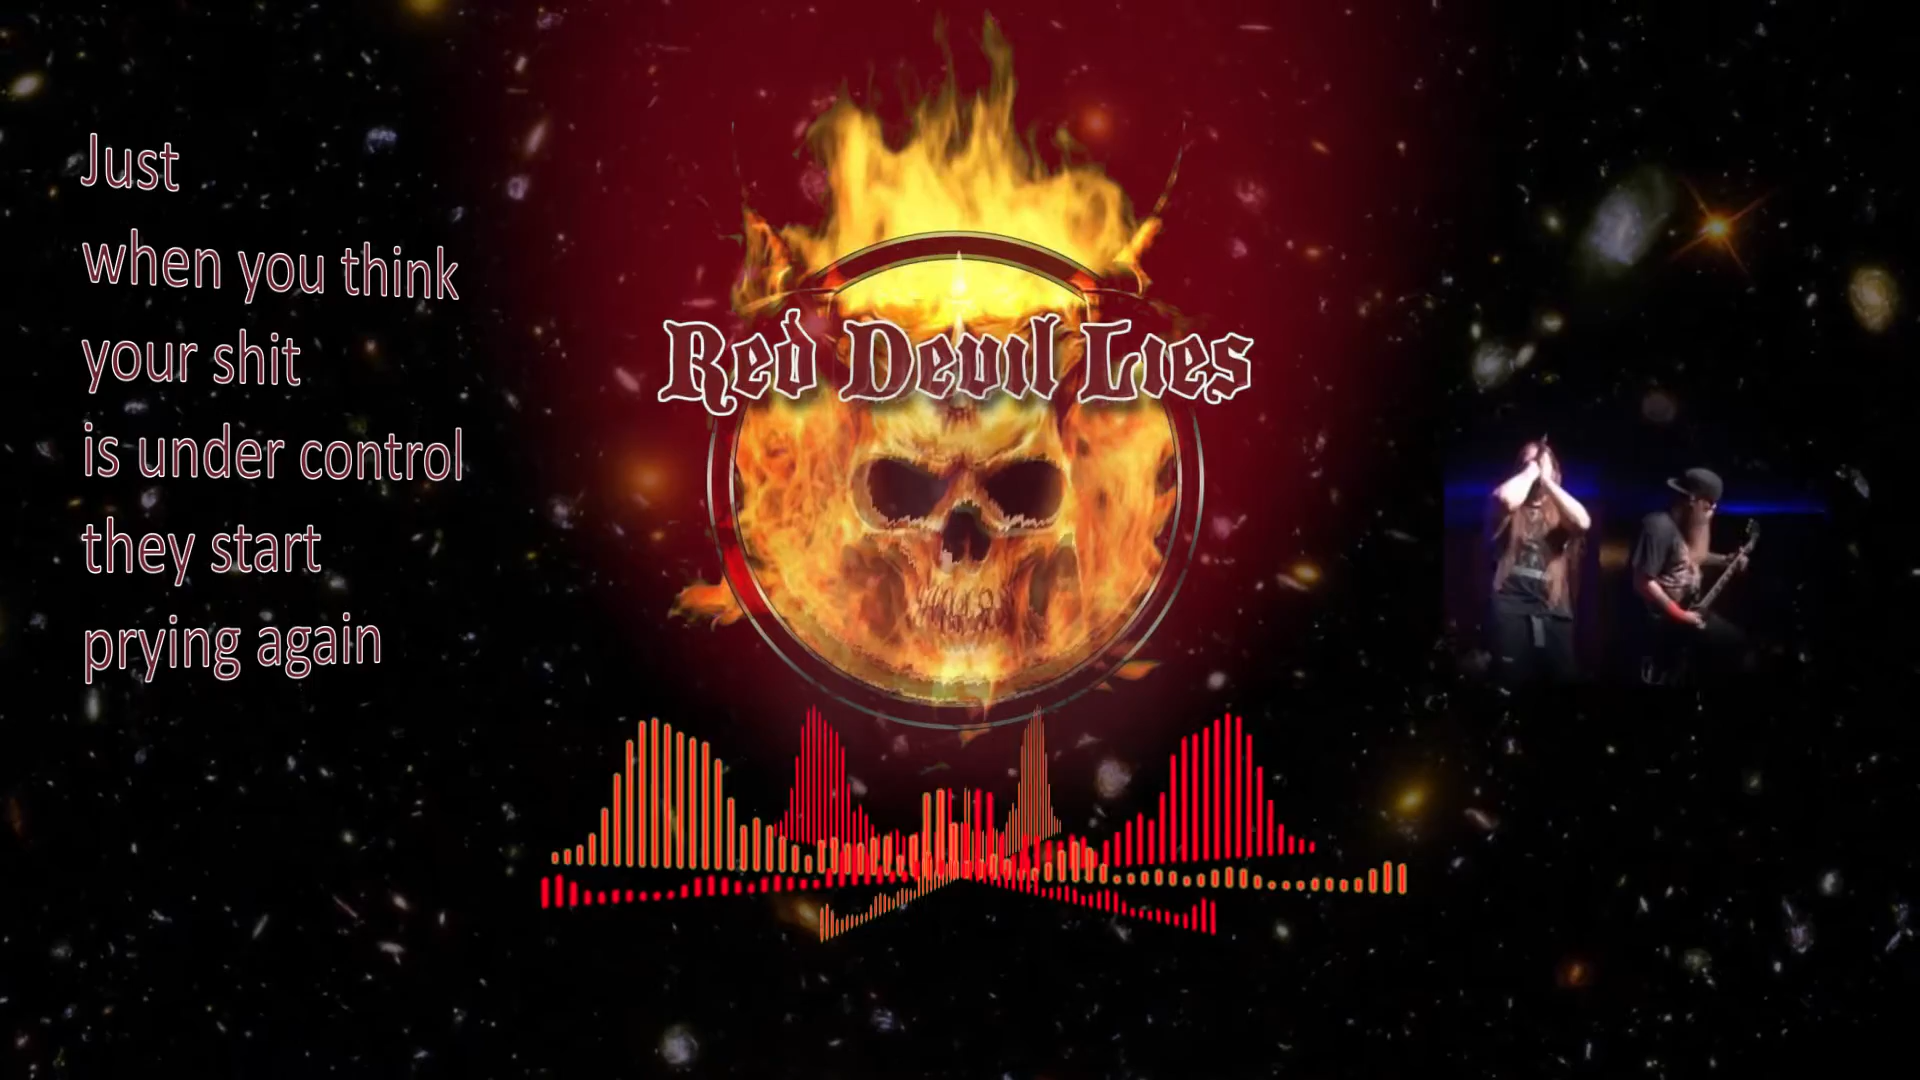 Just
when you think
your shit
is under control
they start
prying again
Red Devil Lies